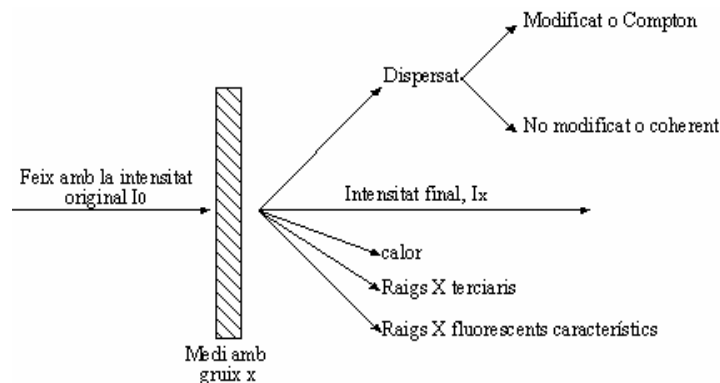 Modificat o Compton
Dispersat
No modificat o coherent
Feix amb la intensitat
original I0
Intensitat final, Ix
calor
Raigs X terciaris
Raigs X fluorescents característics
Medi amb
gruix x